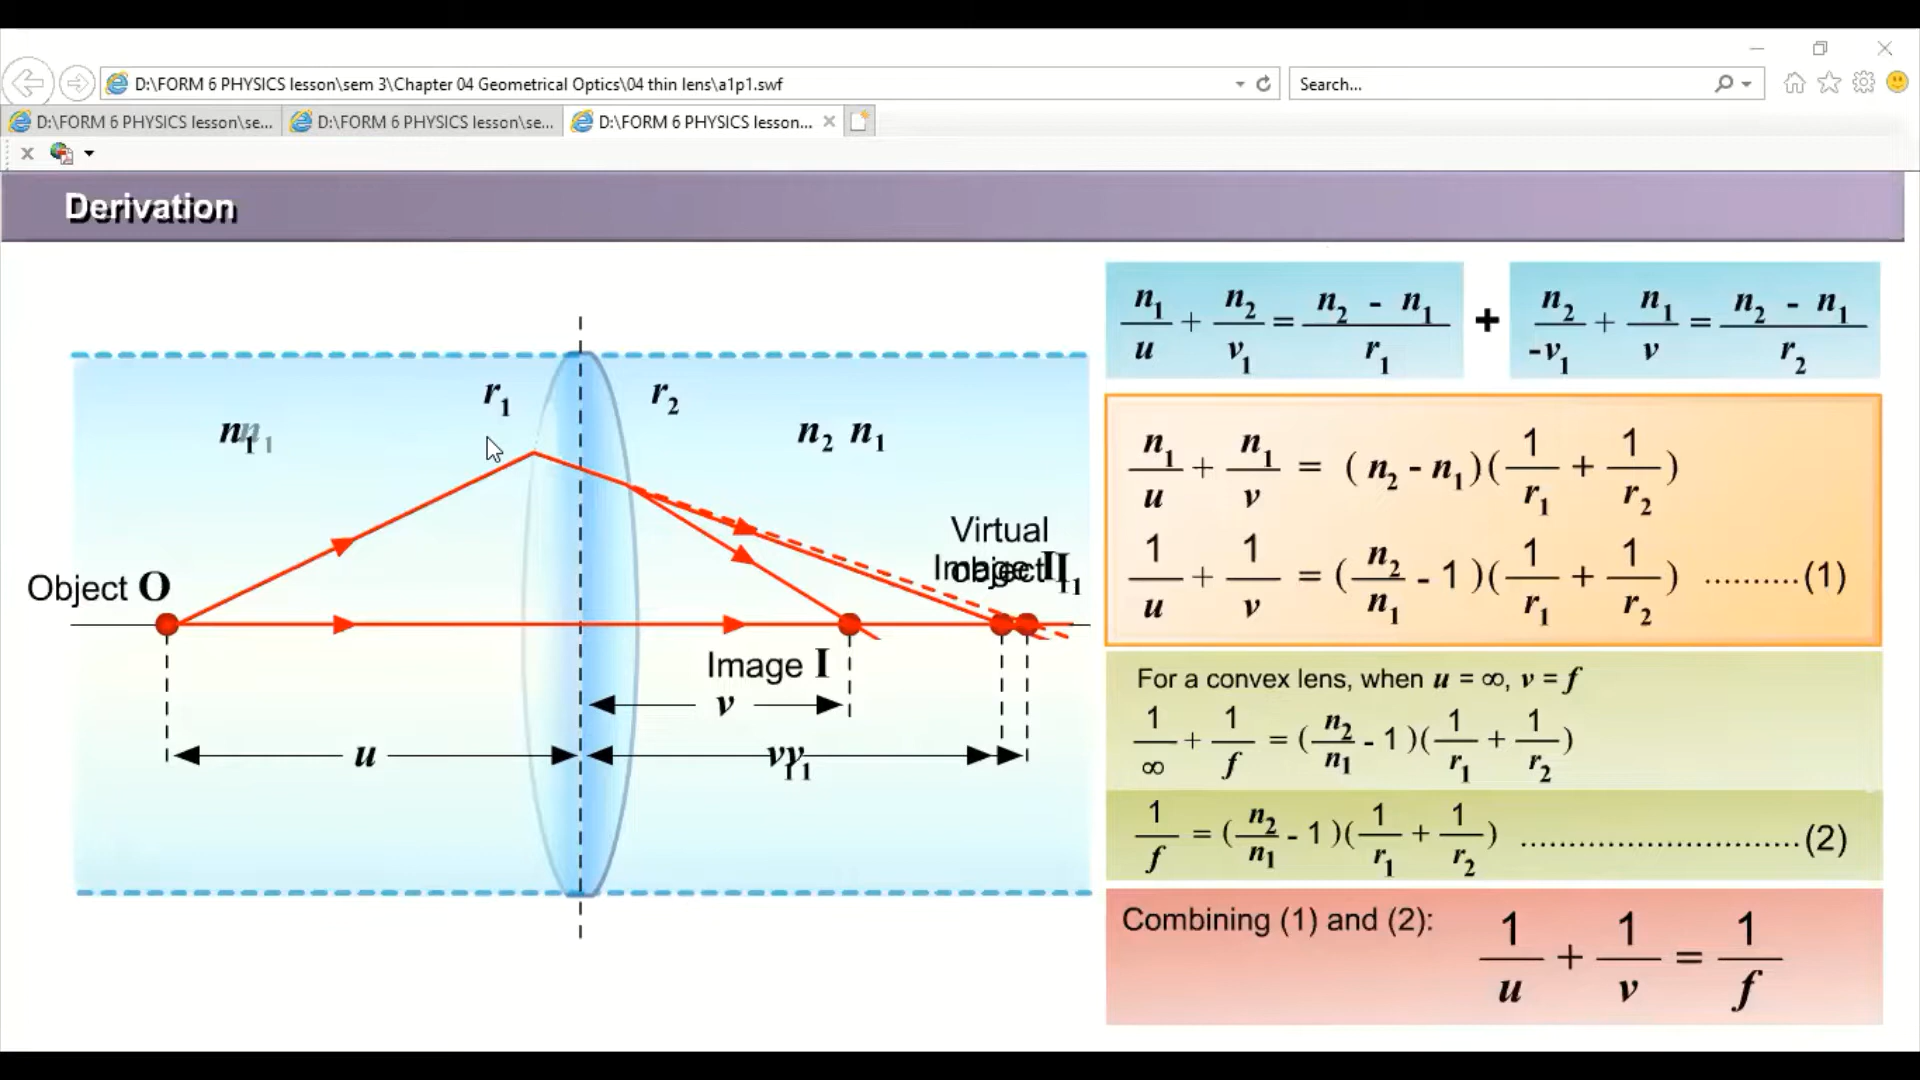 D:\FORM 6 PHYSICS lesson\sem 3\Chapter 04 Geometrical Optics\04 thin lens\a1p1.swf
Search...
D:\FORM 6 PHYSICS lesson\se...
D:\FORM 6 PHYSICS lesson\se...
D:\FORM 6 PHYSICS lesson...
Derivation
n₁/u + n₂/v₁ = (n₂ - n₁)/r₁ + n₂/-v₁ + n₁/v = (n₂ - n₁)/r₂
r₁
r₂
n₁
n₂ n₁
n₁/u + n₁/v = (n₂ - n₁)(1/r₁ + 1/r₂)
1/u + 1/v = (n₂/n₁ - 1)(1/r₁ + 1/r₂) ..........(1)
Virtual
object I₁
Object O
Image I
v
u
v₁
For a convex lens, when u = ∞, v = f
1/∞ + 1/f = (n₂/n₁ - 1)(1/r₁ + 1/r₂)
1/f = (n₂/n₁ - 1)(1/r₁ + 1/r₂) ............................(2)
Combining (1) and (2): 1/u + 1/v = 1/f